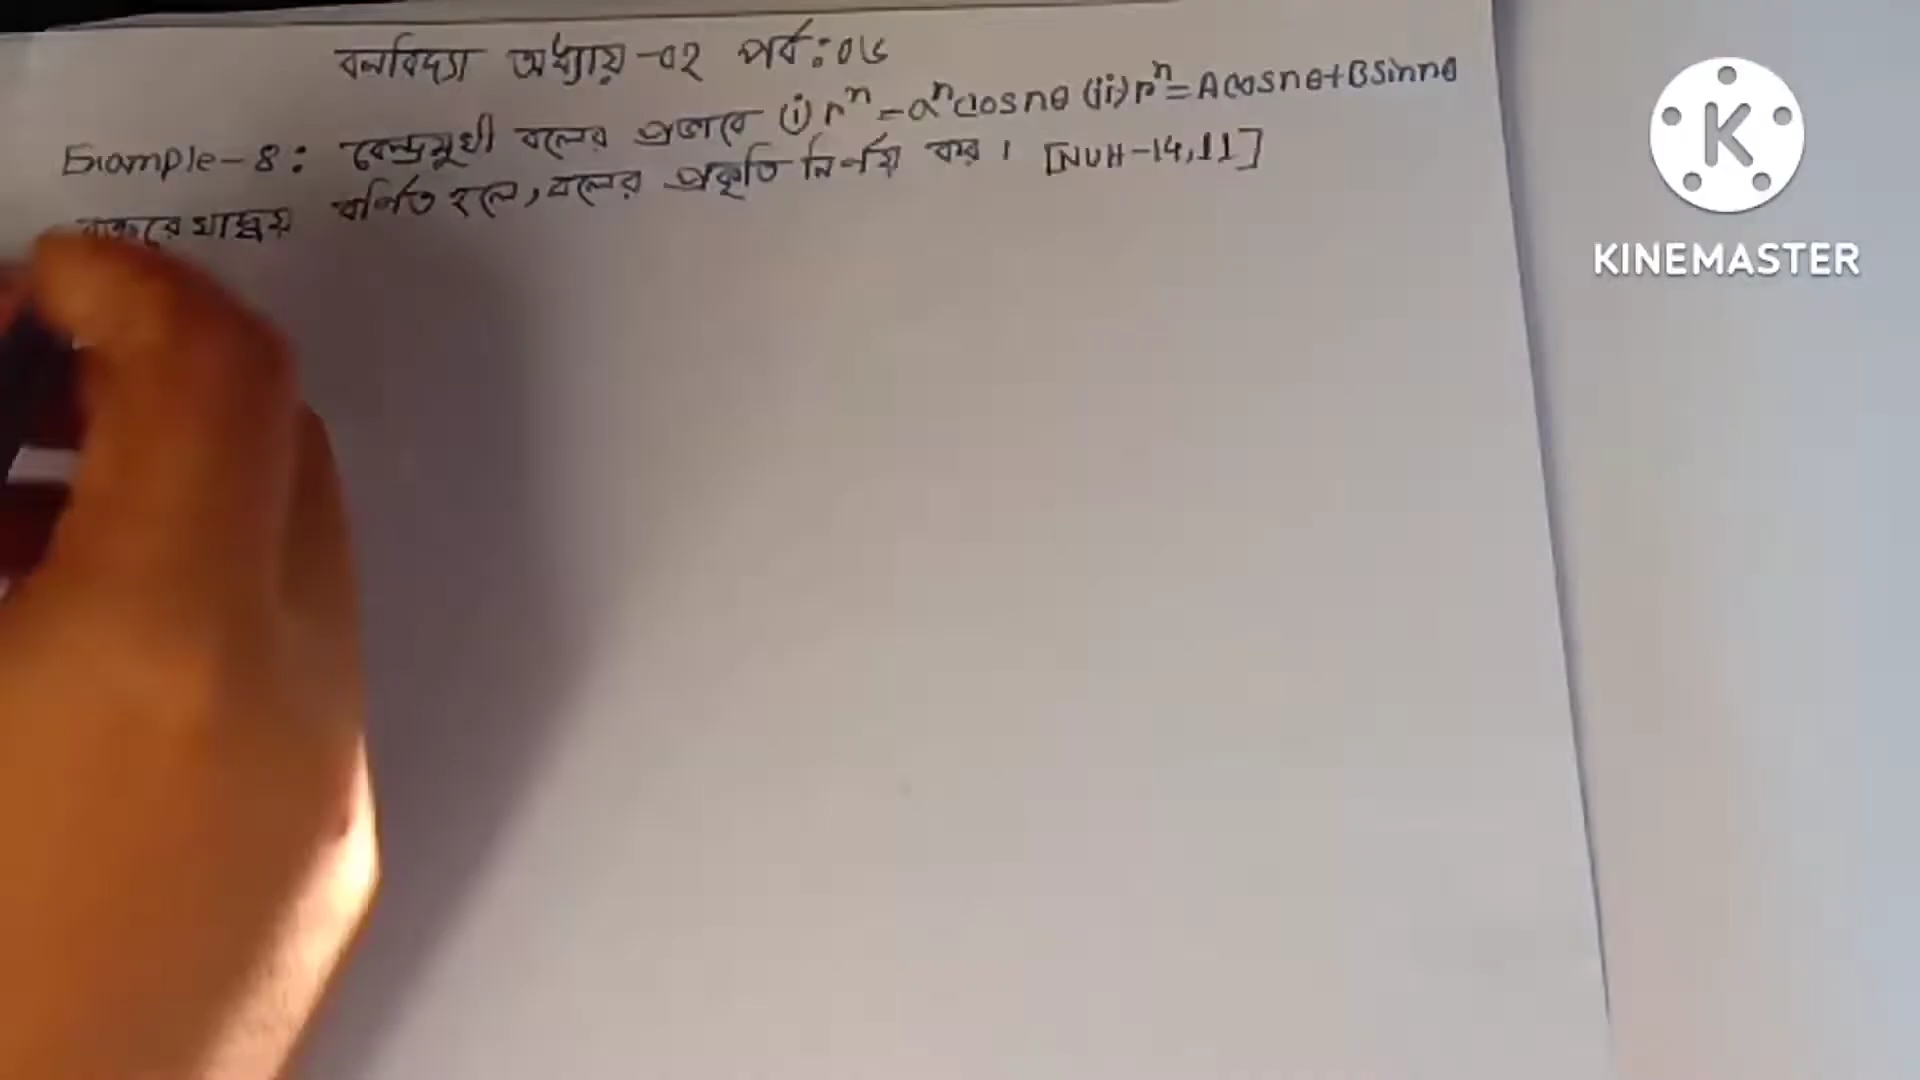 বলবিদ্যা অধ্যায়-০২ পর্ব:০৬
Example-8: কেন্দ্রমুখী বলের প্রভাবে (i) rⁿ=aⁿcosnθ (ii) rⁿ=Acosnθ+Bsinnθ
বক্ররেখাদ্বয় বর্ণিত হলে, বলের প্রকৃতি নির্ণয় কর। [NUH-14,11]
K
KINEMASTER